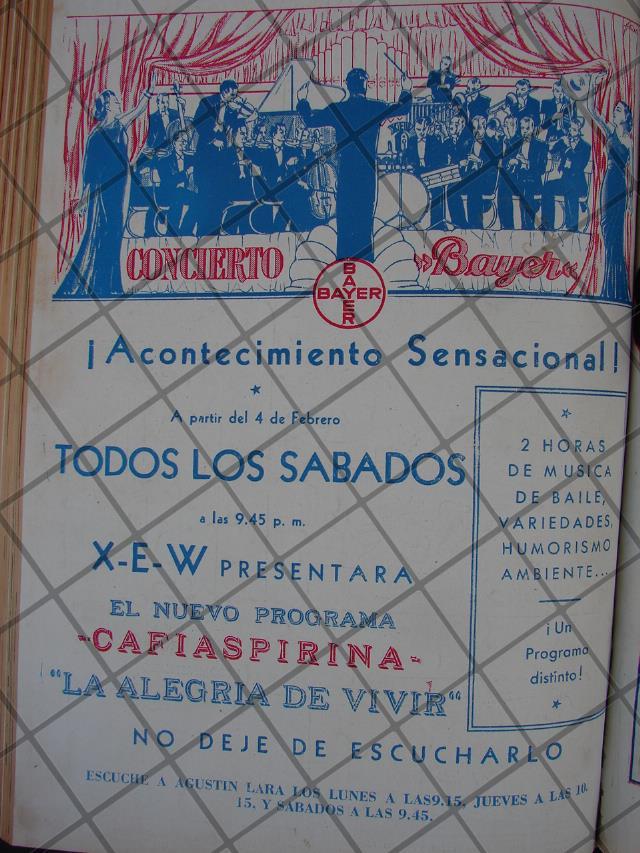 CONCIERTO »Bayer«
BAYER
BAYER
¡Acontecimiento Sensacional!
A partir del 4 de Febrero
TODOS LOS SABADOS
a las 9.45 p. m.
X-E-W PRESENTARA
EL NUEVO PROGRAMA
-CAFIASPIRINA-
"LA ALEGRIA DE VIVIR"
2 HORAS
DE MUSICA
DE BAILE,
VARIEDADES,
HUMORISMO
AMBIENTE...
¡Un
Programa
distinto!
NO DEJE DE ESCUCHARLO
ESCUCHE A AGUSTIN LARA LOS LUNES A LAS9.15, JUEVES A LAS 10.
15, Y SABADOS A LAS 9.45.